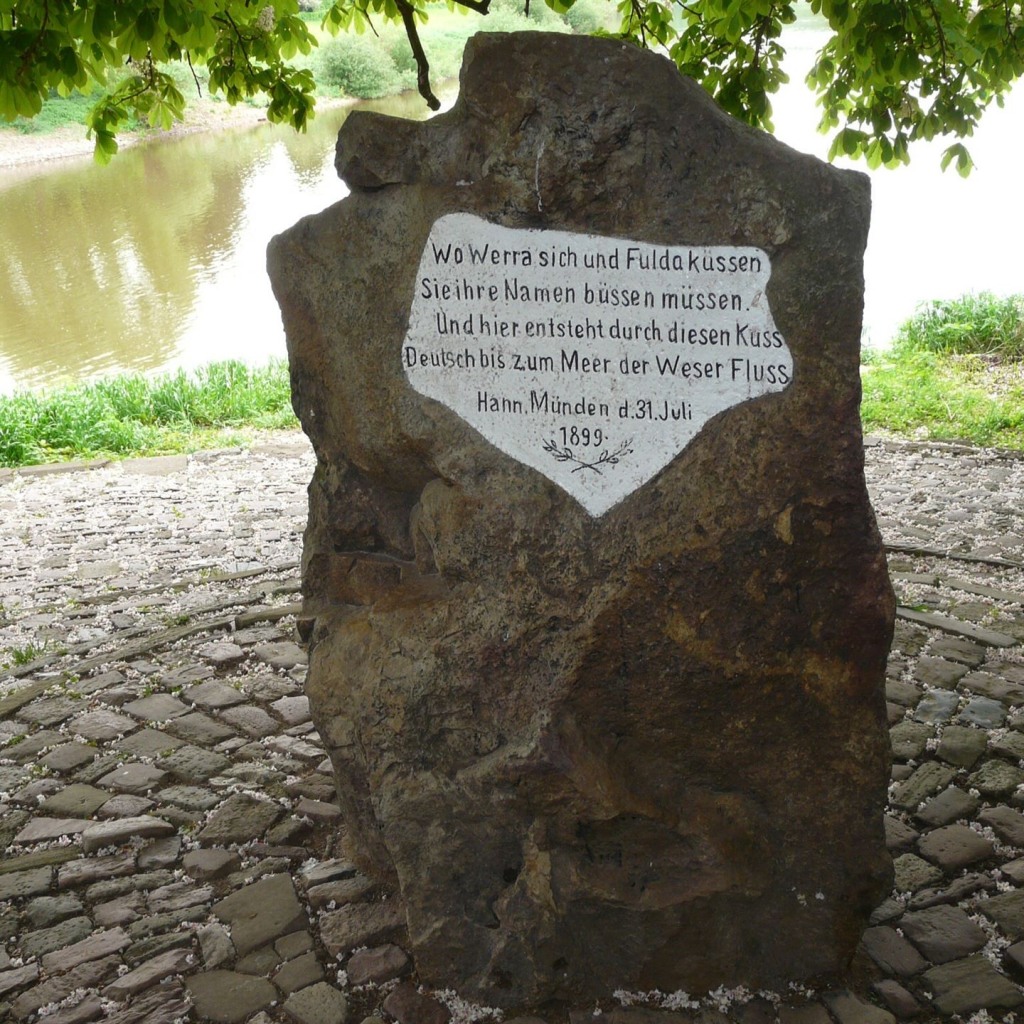 Wo Werra sich und Fulda küssen
Sie ihre Namen büssen müssen.
Und hier entsteht durch diesen Kuss
Deutsch bis zum Meer der Weser Fluss
Hann. Münden d. 31. Juli
1899.